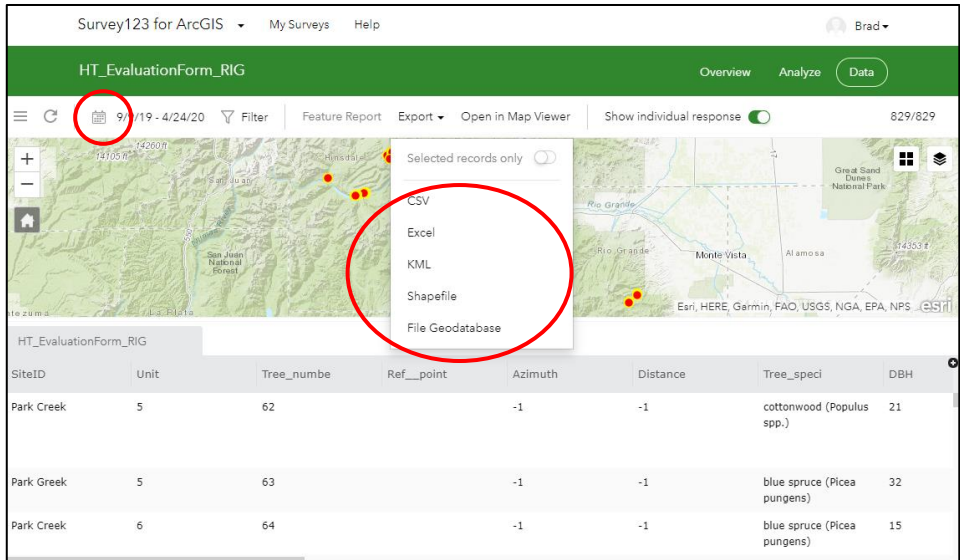 Survey123 for ArcGIS My Surveys Help Brad
HT_EvaluationForm_RIG Overview Analyze Data
9/9/19 - 4/24/20 Filter Feature Report Export Open in Map Viewer Show individual response 829/829
Selected records only
CSV
Excel
KML
Shapefile
File Geodatabase
14260 ft
14105 ft
Hinsdale
San Juan
Great Sand
Dunes
National Park
Rio Grande
550
San Juan
National
Forest
Rio Grande
Monte Vista
Alamosa
14353 ft
17
tezuma
La Plata
Esri, HERE, Garmin, FAO, USGS, NGA, EPA, NPS esri
HT_EvaluationForm_RIG
SiteID Unit Tree_numbe Ref__point Azimuth Distance Tree_speci DBH
Park Creek 5 62 -1 -1 cottonwood (Populus 21
spp.)
Park Greek 5 63 -1 -1 blue spruce (Picea 32
pungens)
Park Creek 6 64 -1 -1 blue spruce (Picea 15
pungens)